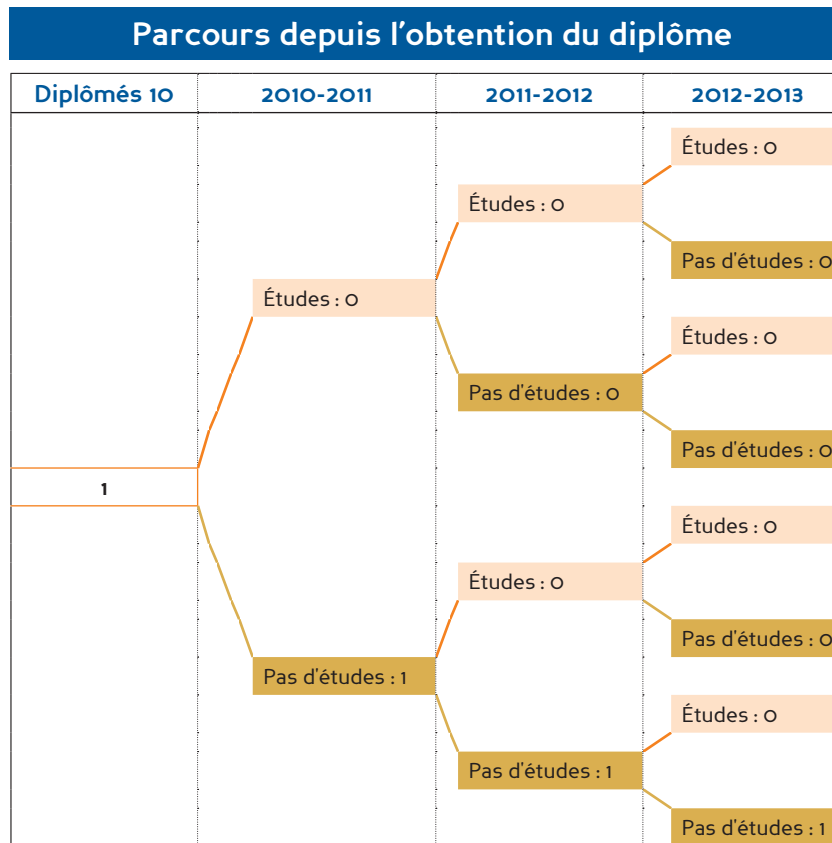 Parcours depuis l'obtention du diplôme
Diplômés 10 2010-2011 2011-2012 2012-2013
Études : 0
Études : 0
Pas d'études : 0
Études : 0
Études : 0
Pas d'études : 0
Pas d'études : 0
1
Études : 0
Études : 0
Pas d'études : 0
Pas d'études : 1
Études : 0
Pas d'études : 1
Pas d'études : 1